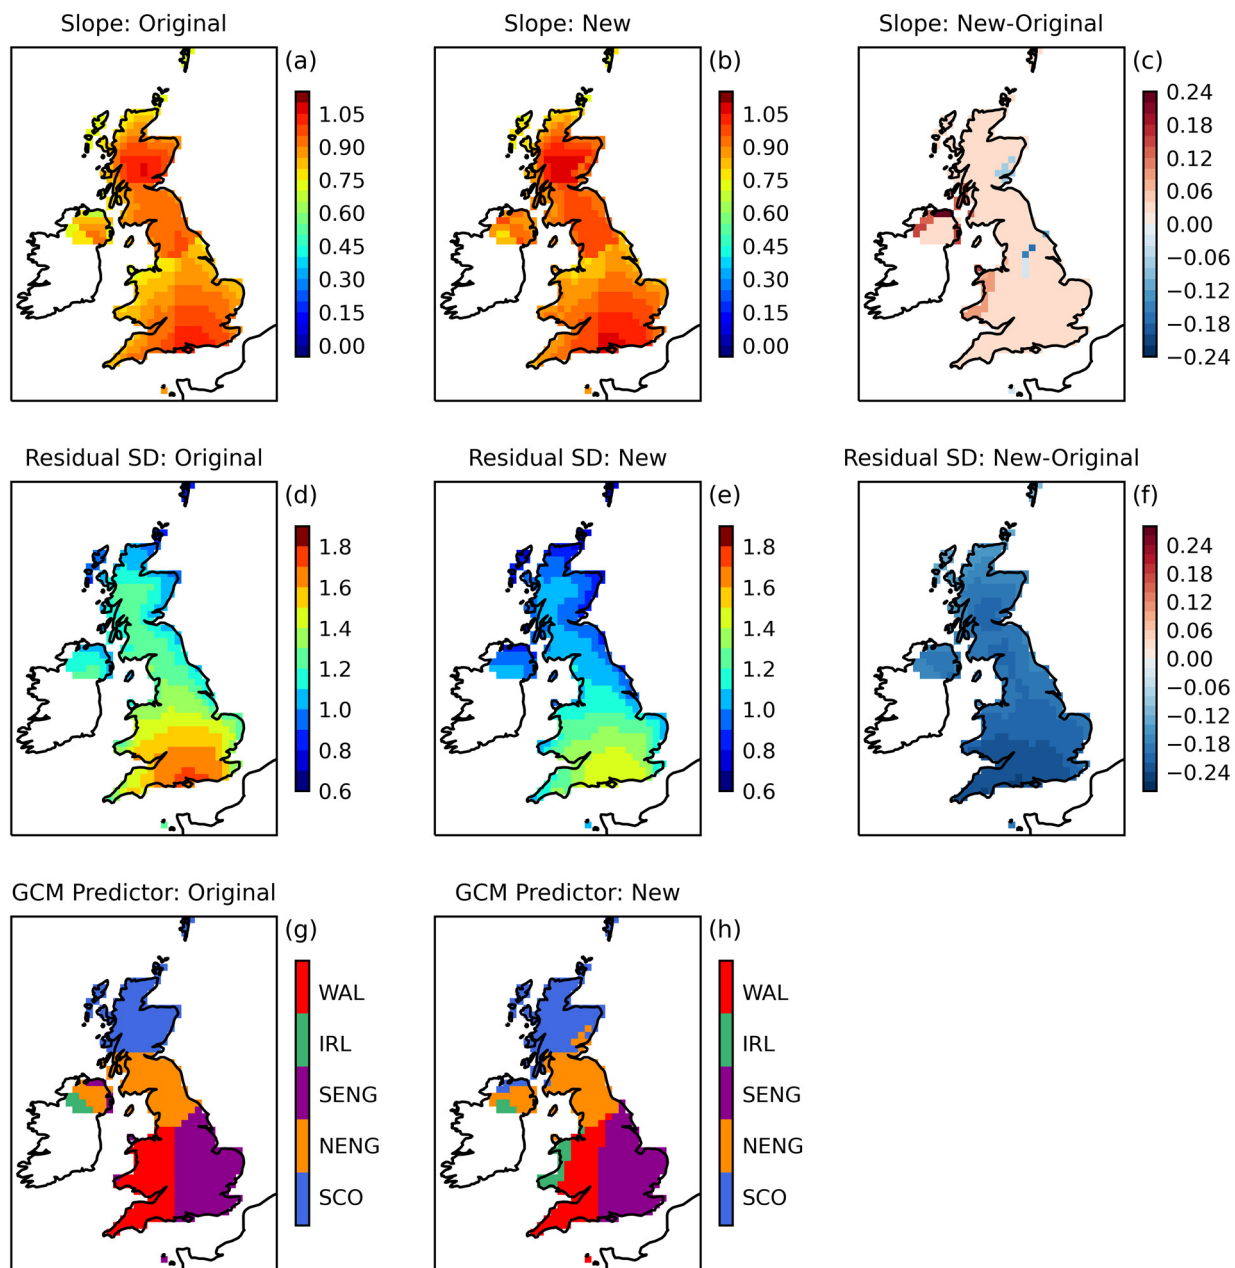 Slope: Original
Slope: New
Slope: New-Original
(a)
(b)
(c)
1.05
0.90
0.75
0.60
0.45
0.30
0.15
0.00
1.05
0.90
0.75
0.60
0.45
0.30
0.15
0.00
0.24
0.18
0.12
0.06
0.00
−0.06
−0.12
−0.18
−0.24
Residual SD: Original
Residual SD: New
Residual SD: New-Original
(d)
(e)
(f)
1.8
1.6
1.4
1.2
1.0
0.8
0.6
1.8
1.6
1.4
1.2
1.0
0.8
0.6
0.24
0.18
0.12
0.06
0.00
−0.06
−0.12
−0.18
−0.24
GCM Predictor: Original
GCM Predictor: New
(g)
(h)
WAL
IRL
SENG
NENG
SCO
WAL
IRL
SENG
NENG
SCO